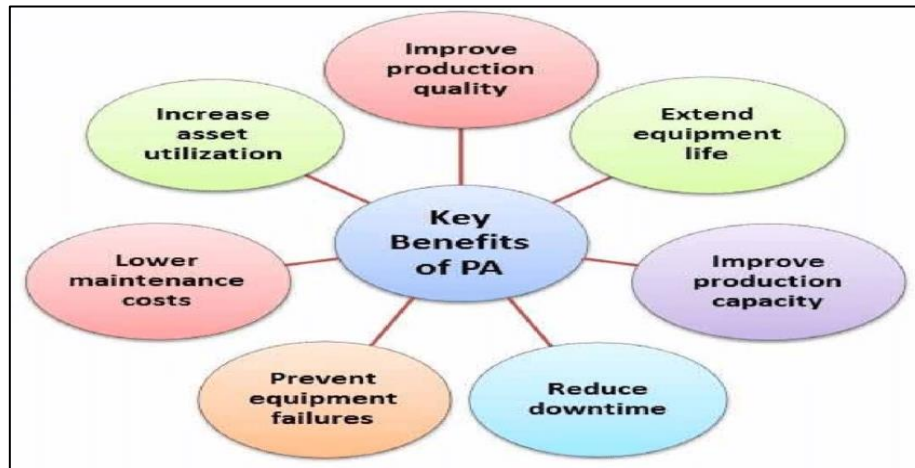 Improve
production
quality
Extend
equipment
life
Improve
production
capacity
Reduce
downtime
Prevent
equipment
failures
Lower
maintenance
costs
Increase
asset
utilization
Key
Benefits
of PA